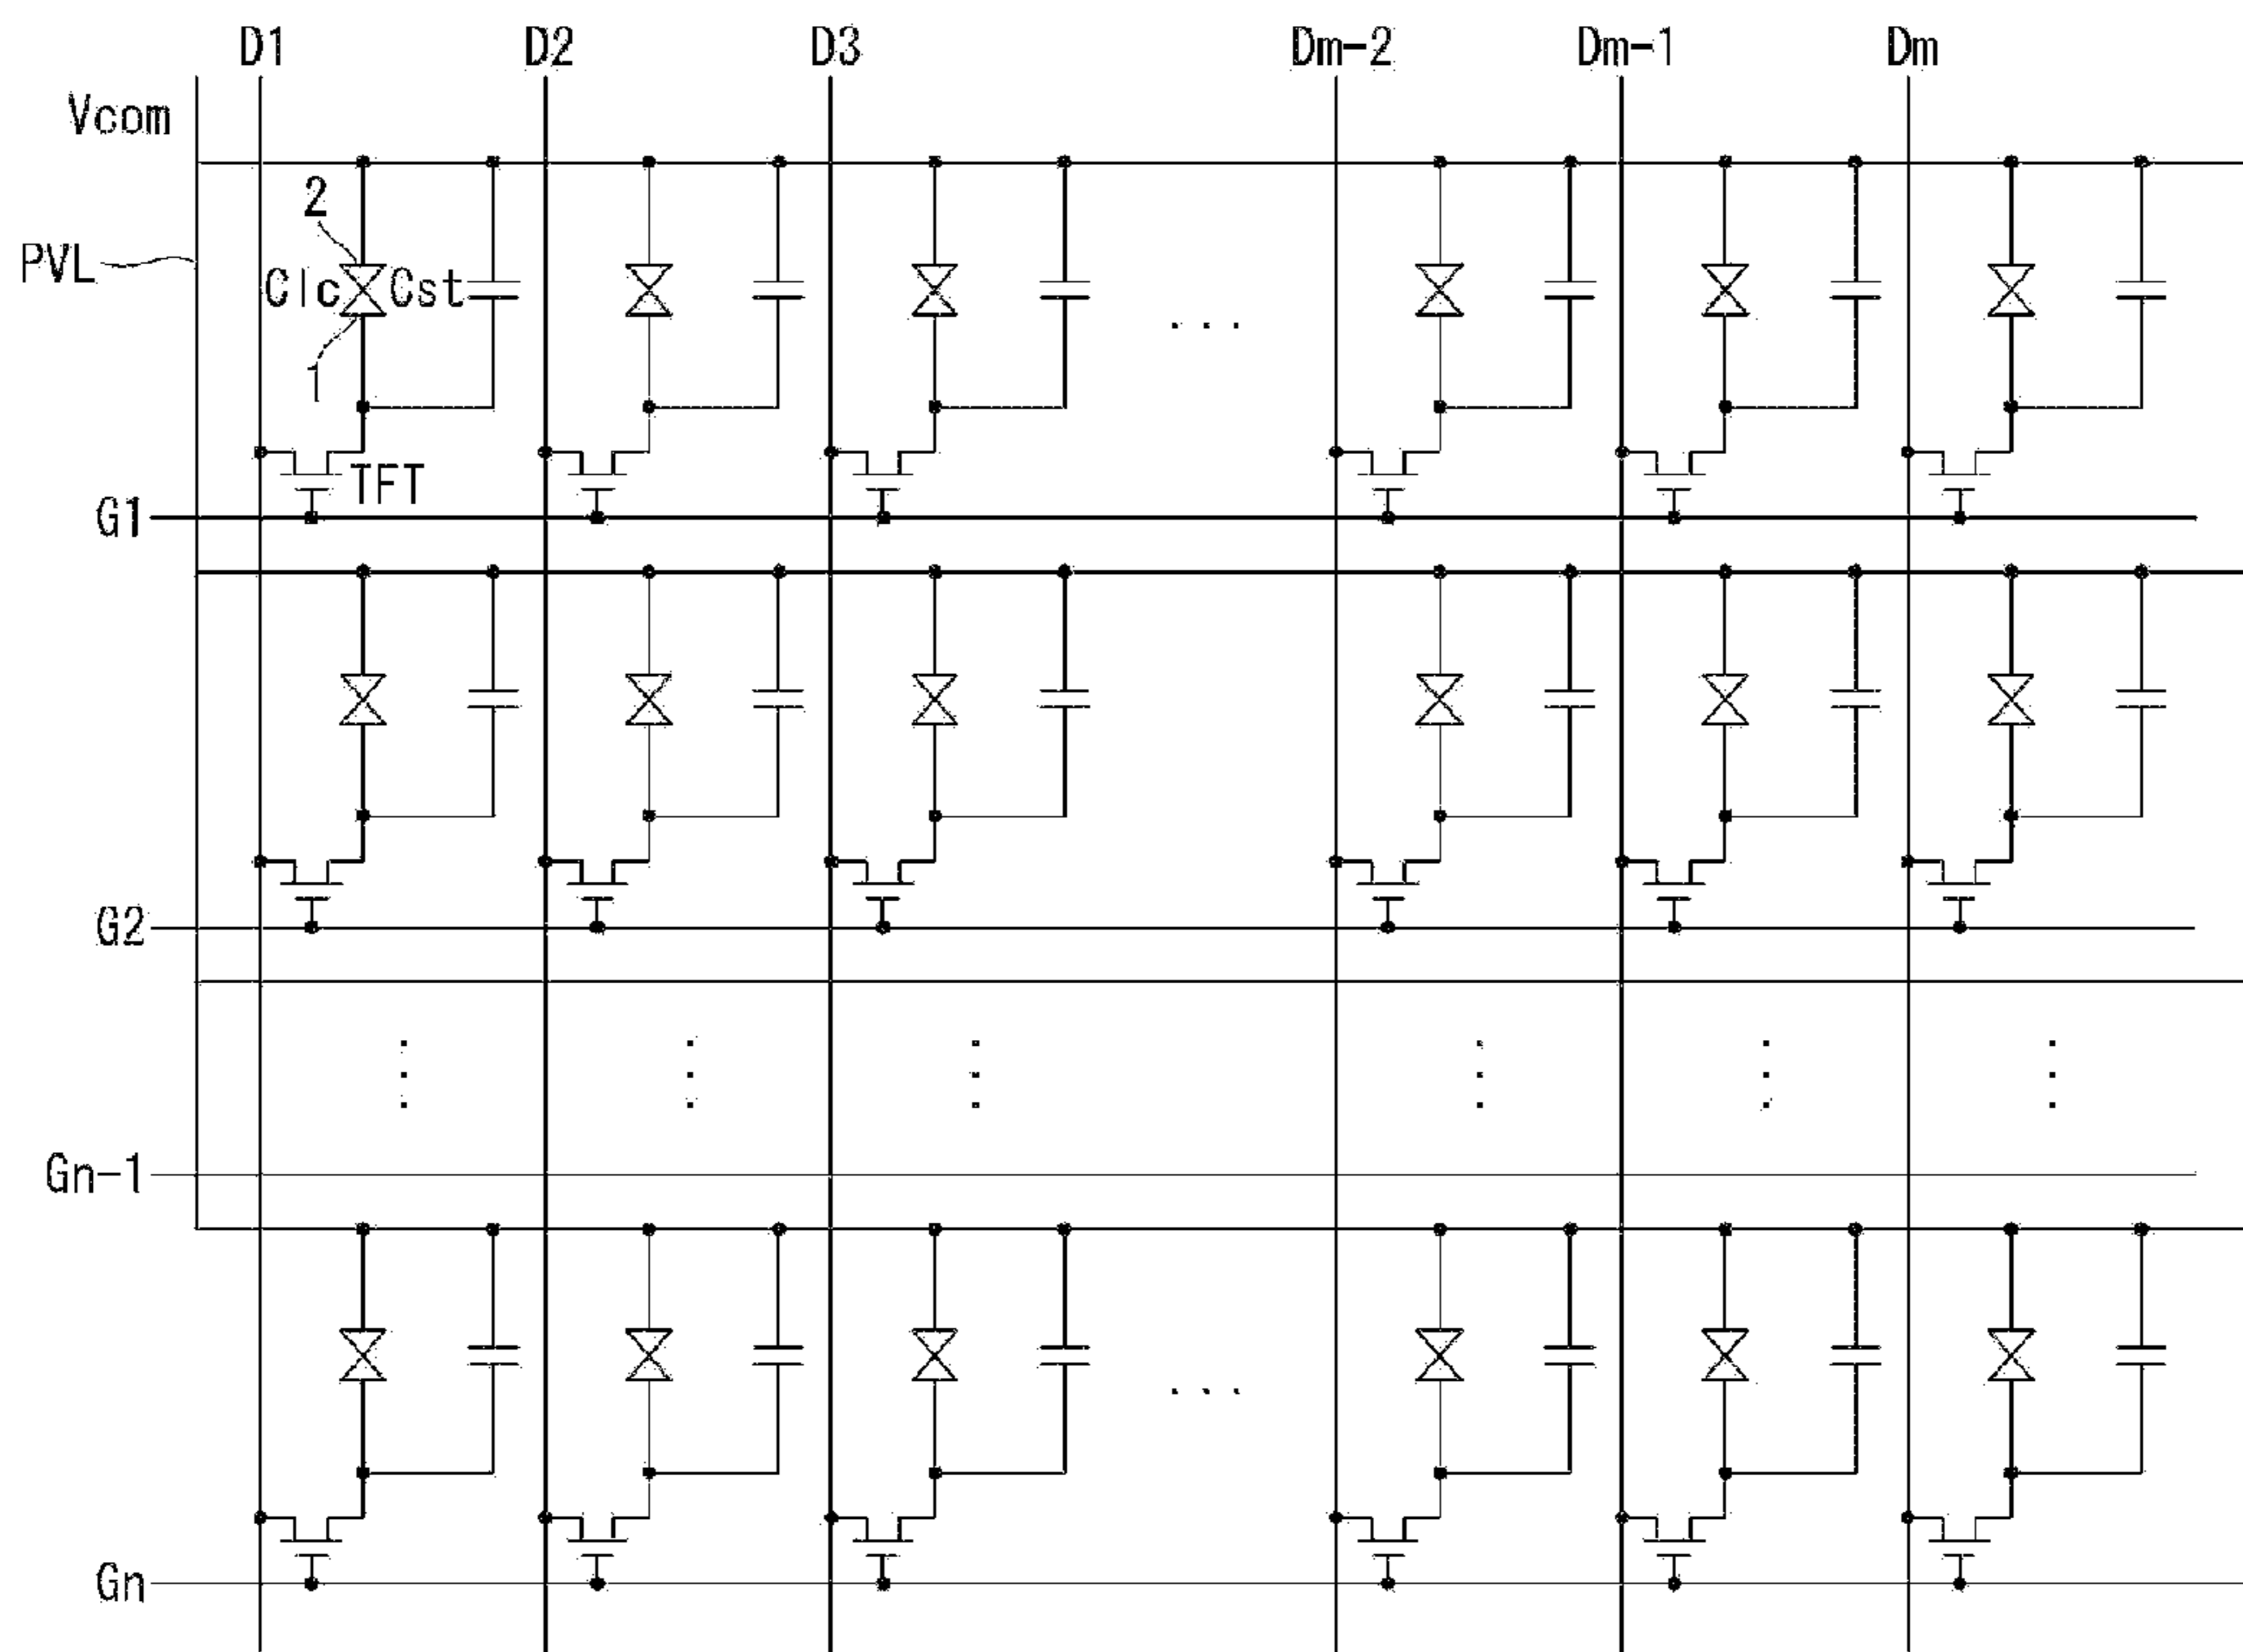 D1 D2 D3 Dm-2 Dm-1 Dm
Vcom
2
PVL
Clc Cst
1
TFT
G1
G2
Gn-1
Gn